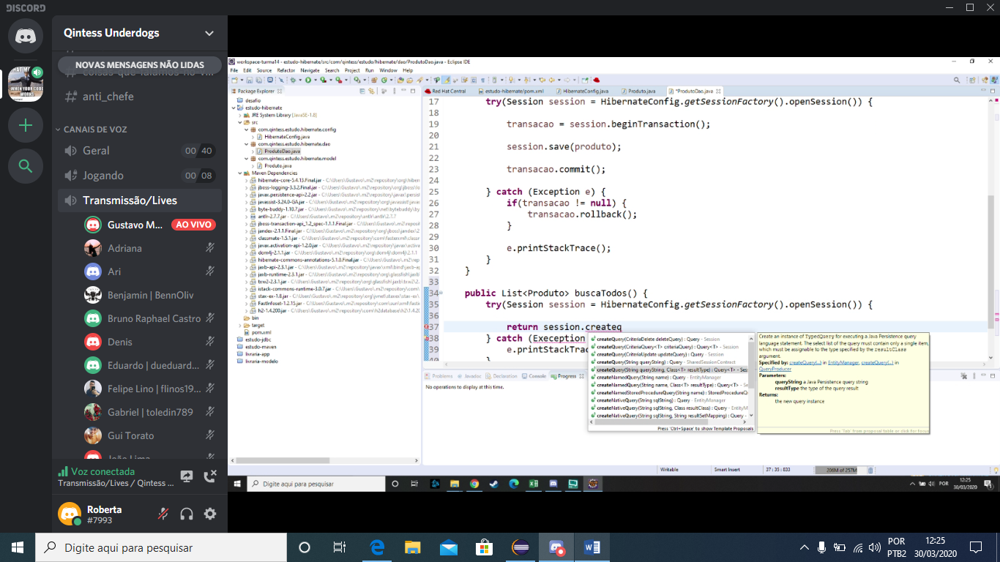 DISCORD
Qintess Underdogs
NOVAS MENSAGENS NÃO LIDAS
anti_chefe
CANAIS DE VOZ
Geral
00 40
Jogando
00 08
Transmissão/Lives
Gustavo M...
AO VIVO
Adriana
Ari
Benjamin | BennOliv
Bruno Raphael Castro
Denis
Eduardo | dueduard...
Felipe Lino | flinos19...
Gabriel | toledin789
Gui Torato
João Lima
Voz conectada
Transmissão/Lives / Qintess ...
Roberta
#7993
workspace-turma14 - estudo-hibernate/src/com/qintess/estudo/hibernate/dao/ProdutoDao.java - Eclipse IDE
File Edit Source Refactor Navigate Search Project Run Window Help
Package Explorer
desafio
estudo-hibernate
JRE System Library [JavaSE-1.8]
src
com.qintess.estudo.hibernate.config
HibernateConfig.java
com.qintess.estudo.hibernate.dao
ProdutoDao.java
com.qintess.estudo.hibernate.model
Produto.java
Maven Dependencies
hibernate-core-5.4.13.Final.jar - C:\Users\Gustavo\.m2\repository\org\hiber
jboss-logging-3.3.2.Final.jar - C:\Users\Gustavo\.m2\repository\org\jboss\
javax.persistence-api-2.2.jar - C:\Users\Gustavo\.m2\repository\javax\persist
javassist-3.24.0-GA.jar - C:\Users\Gustavo\.m2\repository\org\javassist\javas
byte-buddy-1.10.7.jar - C:\Users\Gustavo\.m2\repository\net\bytebuddy\by
antlr-2.7.7.jar - C:\Users\Gustavo\.m2\repository\antlr\antlr\2.7.7
jboss-transaction-api_1.2_spec-1.1.1.Final.jar - C:\Users\Gustavo\.m2\repos
jandex-2.1.1.Final.jar - C:\Users\Gustavo\.m2\repository\org\jboss\jandex\2
classmate-1.5.1.jar - C:\Users\Gustavo\.m2\repository\com\fasterxml\classr
javax.activation-api-1.2.0.jar - C:\Users\Gustavo\.m2\repository\javax\activa
dom4j-2.1.1.jar - C:\Users\Gustavo\.m2\repository\org\dom4j\dom4j\2.1.1
hibernate-commons-annotations-5.1.0.Final.jar - C:\Users\Gustavo\.m2\rep
jaxb-api-2.3.1.jar - C:\Users\Gustavo\.m2\repository\javax\xml\bind\jaxb-ap
jaxb-runtime-2.3.1.jar - C:\Users\Gustavo\.m2\repository\org\glassfish\jaxb
txw2-2.3.1.jar - C:\Users\Gustavo\.m2\repository\org\glassfish\jaxb\txw2\2
istack-commons-runtime-3.0.7.jar - C:\Users\Gustavo\.m2\repository\com\
stax-ex-1.8.jar - C:\Users\Gustavo\.m2\repository\org\jvnet\staxex\stax-ex\
FastInfoset-1.2.15.jar - C:\Users\Gustavo\.m2\repository\com\sun\xml\fast
h2-1.4.200.jar - C:\Users\Gustavo\.m2\repository\com\h2database\h2\1.4.20
bin
target
pom.xml
estudo-jdbc
estudo-maven
livraria-app
livraria-modelo
Red Hat Central
estudo-hibernate/pom.xml
HibernateConfig.java
Produto.java
*ProdutoDao.java
17 try(Session session = HibernateConfig.getSessionFactory().openSession()) {
18
19 transacao = session.beginTransaction();
20
21 session.save(produto);
22
23 transacao.commit();
24
25 } catch (Exception e) {
26 if(transacao != null) {
27 transacao.rollback();
28 }
29
30 e.printStackTrace();
31 }
32 }
33
34 public List<Produto> buscaTodos() {
35 try(Session session = HibernateConfig.getSessionFactory().openSession()) {
36
37 return session.createq
38 } catch (Exeception
39 e.printStackTrac
40 }
createQuery(CriteriaDelete deleteQuery) : Query - Session
createQuery(CriteriaQuery<T> criteriaQuery) : Query<T> - Session
createQuery(CriteriaUpdate updateQuery) : Query - Session
createQuery(String queryString) : Query - SharedSessionContract
createQuery(String queryString, Class<T> resultType) : Query<T> - Ses
createNamedQuery(String name) : Query - EntityManager
createNamedQuery(String name, Class<T> resultType) : Query<T> - Se
createNamedStoredProcedureQuery(String name) : StoredProcedureQu
createNativeQuery(String sqlString) : Query - EntityManager
createNativeQuery(String sqlString, Class resultClass) : Query - EntityM
createNativeQuery(String sqlString, String resultSetMapping) : Query -
Press 'Ctrl+Space' to show Template Proposals
Create an instance of TypedQuery for executing a Java Persistence query
language statement. The select list of the query must contain only a single item,
which must be assignable to the type specified by the resultClass
argument.
Specified by: createQuery(...) in EntityManager, createQuery(...) in
QueryProducer
Parameters:
queryString a Java Persistence query string
resultType the type of the query result
Returns:
the new query instance
Press 'Tab' from proposal table or click for focus
Problems Javadoc Declaration Console Progress
No operations to display at this time.
Writable
Smart Insert
37 : 35 : 833
206M of 257M
Digite aqui para pesquisar
POR
12:25
30/03/2020
Digite aqui para pesquisar
POR
PTB2
12:25
30/03/2020